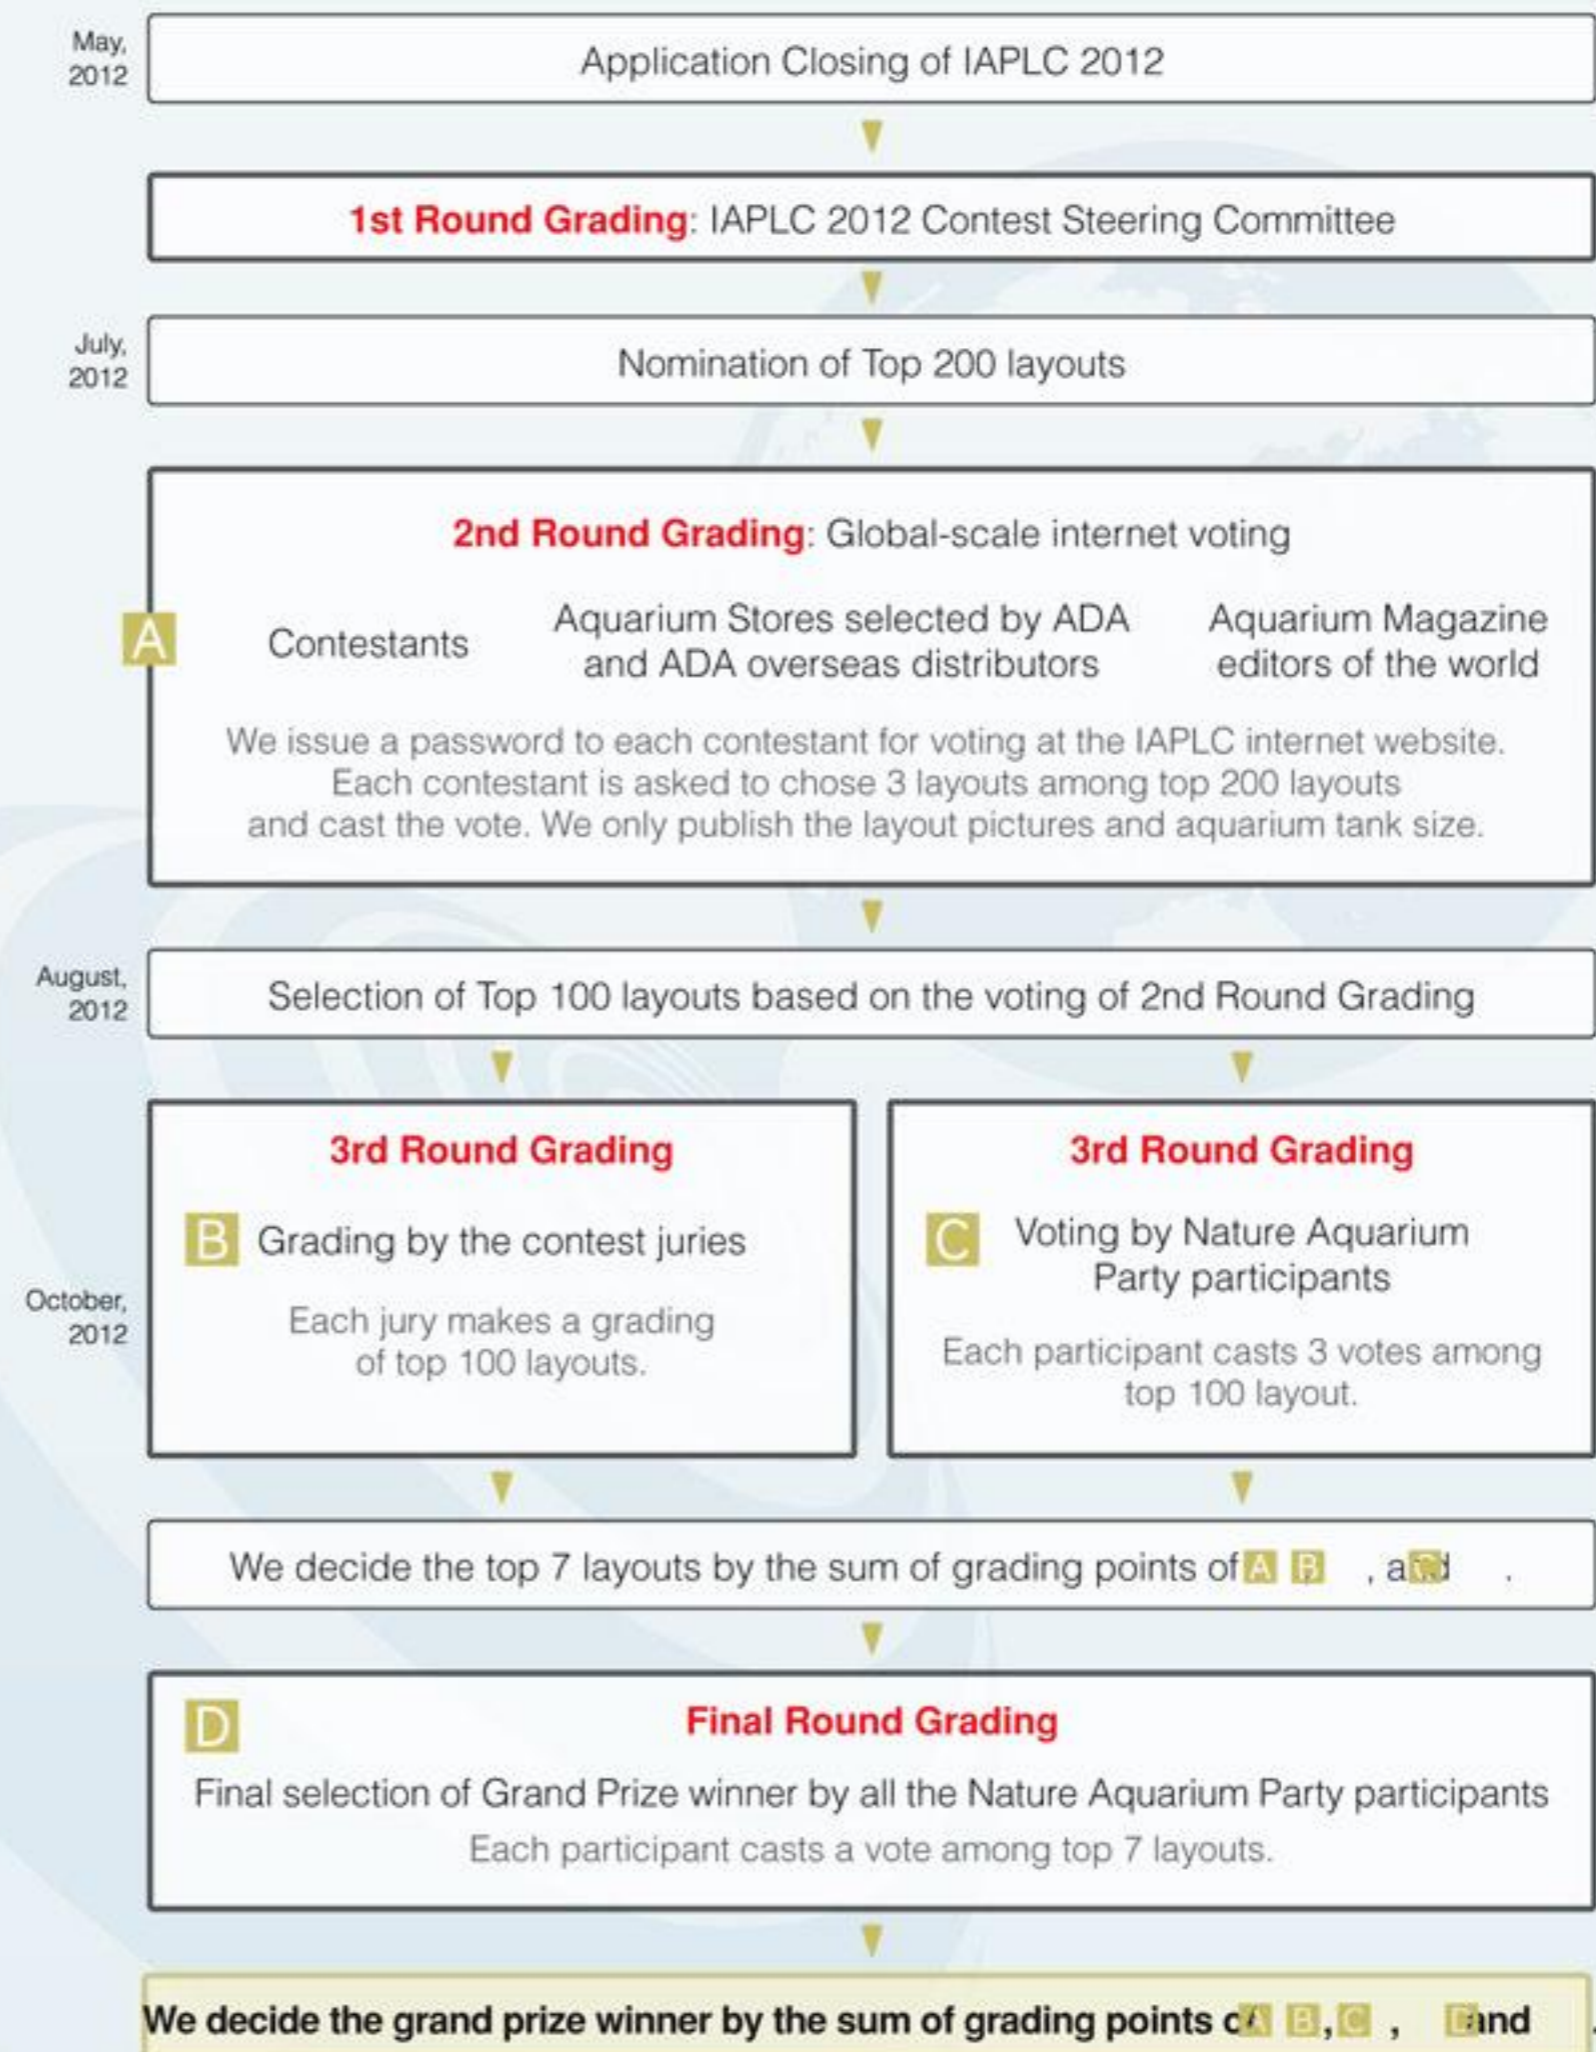 May,
2012
Application Closing of IAPLC 2012
1st Round Grading: IAPLC 2012 Contest Steering Committee
July,
2012
Nomination of Top 200 layouts
2nd Round Grading: Global-scale internet voting
A
Contestants
Aquarium Stores selected by ADA
and ADA overseas distributors
Aquarium Magazine
editors of the world
We issue a password to each contestant for voting at the IAPLC internet website.
Each contestant is asked to chose 3 layouts among top 200 layouts
and cast the vote. We only publish the layout pictures and aquarium tank size.
August,
2012
Selection of Top 100 layouts based on the voting of 2nd Round Grading
October,
2012
3rd Round Grading
B Grading by the contest juries
Each jury makes a grading
of top 100 layouts.
3rd Round Grading
C Voting by Nature Aquarium
Party participants
Each participant casts 3 votes among
top 100 layout.
We decide the top 7 layouts by the sum of grading points of A B , and C .
D
Final Round Grading
Final selection of Grand Prize winner by all the Nature Aquarium Party participants
Each participant casts a vote among top 7 layouts.
We decide the grand prize winner by the sum of grading points of A B , C , D and .